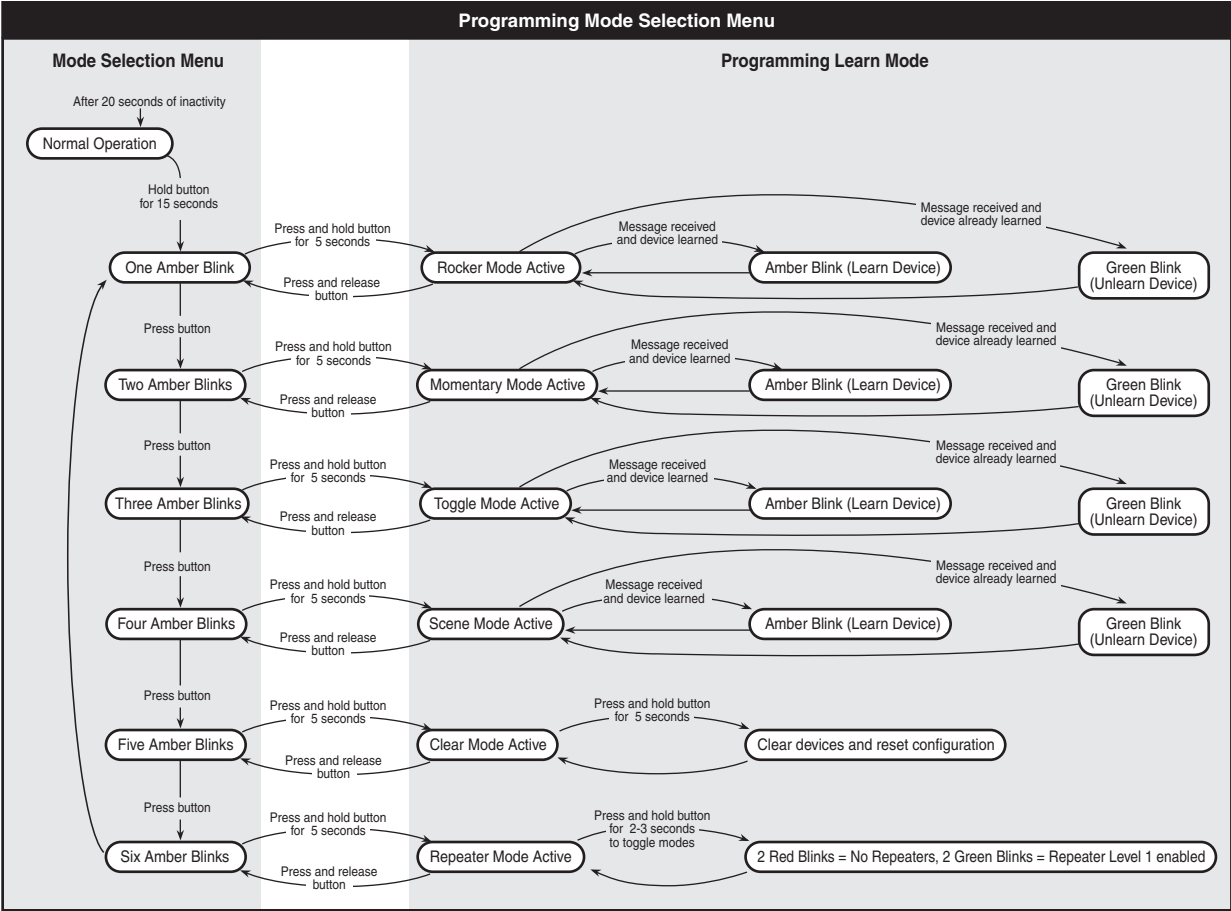 Programming Mode Selection Menu
Mode Selection Menu
Programming Learn Mode
After 20 seconds of inactivity
Normal Operation
Hold button
for 15 seconds
One Amber Blink
Press and hold button
for 5 seconds
Press and release
button
Rocker Mode Active
Message received
and device learned
Amber Blink (Learn Device)
Message received and
device already learned
Green Blink
(Unlearn Device)
Press button
Two Amber Blinks
Press and hold button
for 5 seconds
Press and release
button
Momentary Mode Active
Message received
and device learned
Amber Blink (Learn Device)
Message received and
device already learned
Green Blink
(Unlearn Device)
Press button
Three Amber Blinks
Press and hold button
for 5 seconds
Press and release
button
Toggle Mode Active
Message received
and device learned
Amber Blink (Learn Device)
Message received and
device already learned
Green Blink
(Unlearn Device)
Press button
Four Amber Blinks
Press and hold button
for 5 seconds
Press and release
button
Scene Mode Active
Message received
and device learned
Amber Blink (Learn Device)
Message received and
device already learned
Green Blink
(Unlearn Device)
Press button
Five Amber Blinks
Press and hold button
for 5 seconds
Press and release
button
Clear Mode Active
Press and hold button
for 5 seconds
Clear devices and reset configuration
Press button
Six Amber Blinks
Press and hold button
for 5 seconds
Press and release
button
Repeater Mode Active
Press and hold button
for 2-3 seconds
to toggle modes
2 Red Blinks = No Repeaters, 2 Green Blinks = Repeater Level 1 enabled